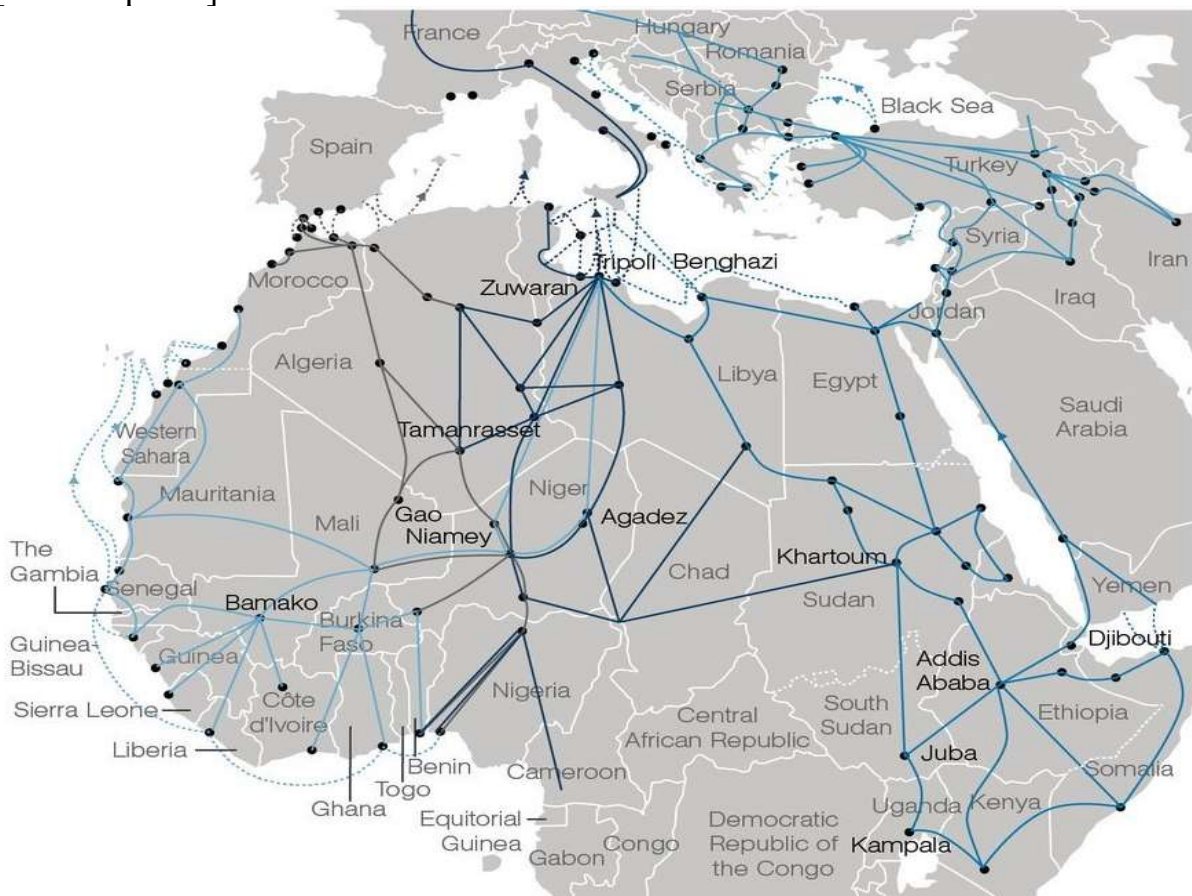 France
Hungary
Romania
Serbia
Black Sea
Spain
Turkey
Syria
Iran
Tripoli
Benghazi
Morocco
Zuwaran
Iraq
Jordan
Algeria
Libya
Egypt
Saudi
Arabia
Tamanrasset
Western
Sahara
Mauritania
Niger
Mali
Gao
Niamey
Agadez
The
Gambia
Khartoum
Chad
Senegal
Yemen
Sudan
Bamako
Burkina
Faso
Djibouti
Guinea-
Bissau
Guinea
Addis
Ababa
Nigeria
Côte
d'Ivoire
South
Sudan
Ethiopia
Sierra Leone
Central
African Republic
Liberia
Juba
Benin
Somalia
Togo
Cameroon
Ghana
Uganda
Kenya
Equitorial
Guinea
Democratic
Republic of
the Congo
Kampala
Congo
Gabon